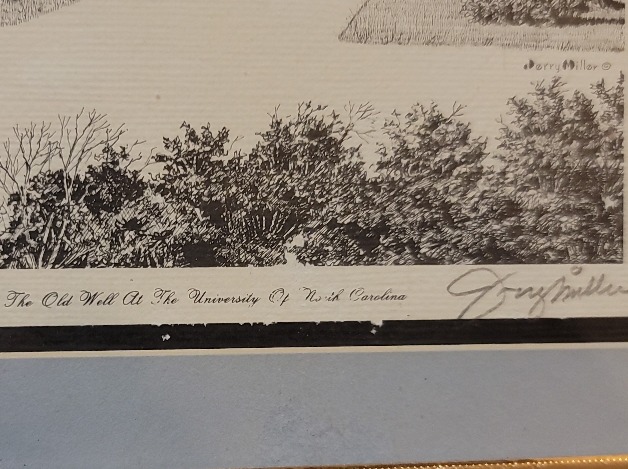 Jerry Miller ©
The Old Well At The University Of North Carolina
Jerry Miller